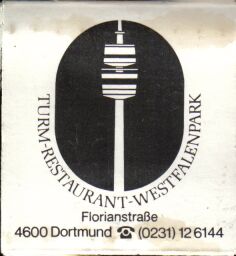 TURM-RESTAURANT-WESTFALENPARK
Florianstraße
4600 Dortmund ☎ (0231) 126144